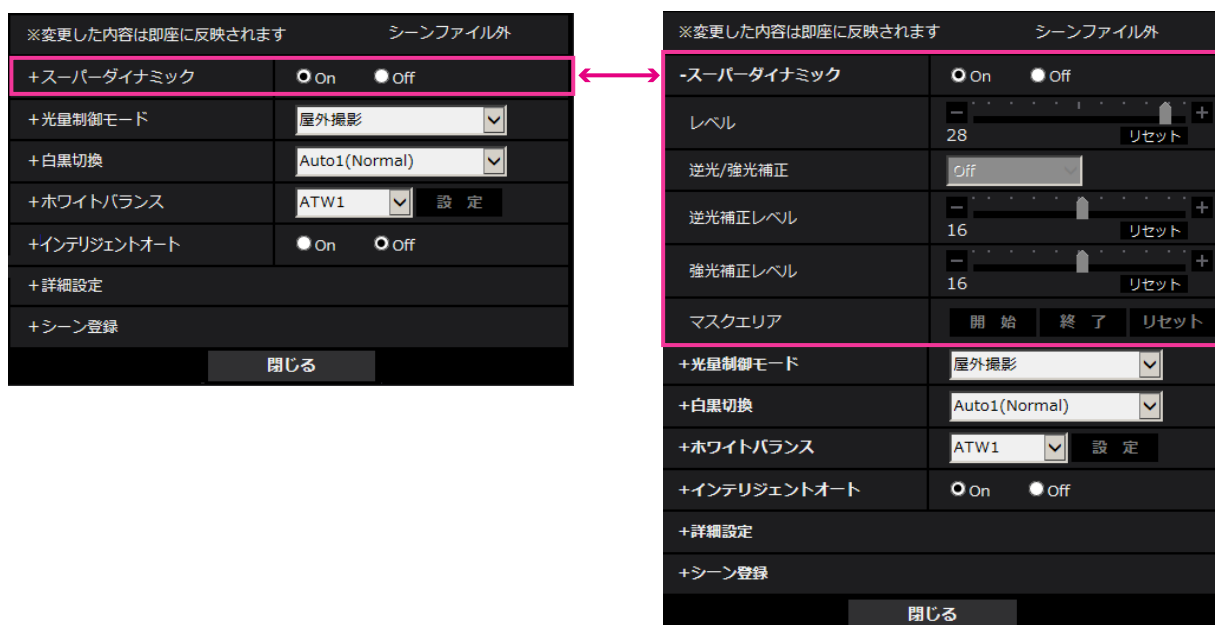 ※変更した内容は即座に反映されます シーンファイル外
+スーパーダイナミック On Off
+光量制御モード 屋外撮影
+白黒切換 Auto1(Normal)
+ホワイトバランス ATW1 設 定
+インテリジェントオート On Off
+詳細設定
+シーン登録
閉じる
※変更した内容は即座に反映されます シーンファイル外
-スーパーダイナミック On Off
レベル - +
28 リセット
逆光/強光補正 Off
逆光補正レベル - +
16 リセット
強光補正レベル - +
16 リセット
マスクエリア 開 始 終 了 リセット
+光量制御モード 屋外撮影
+白黒切換 Auto1(Normal)
+ホワイトバランス ATW1 設 定
+インテリジェントオート On Off
+詳細設定
+シーン登録
閉じる